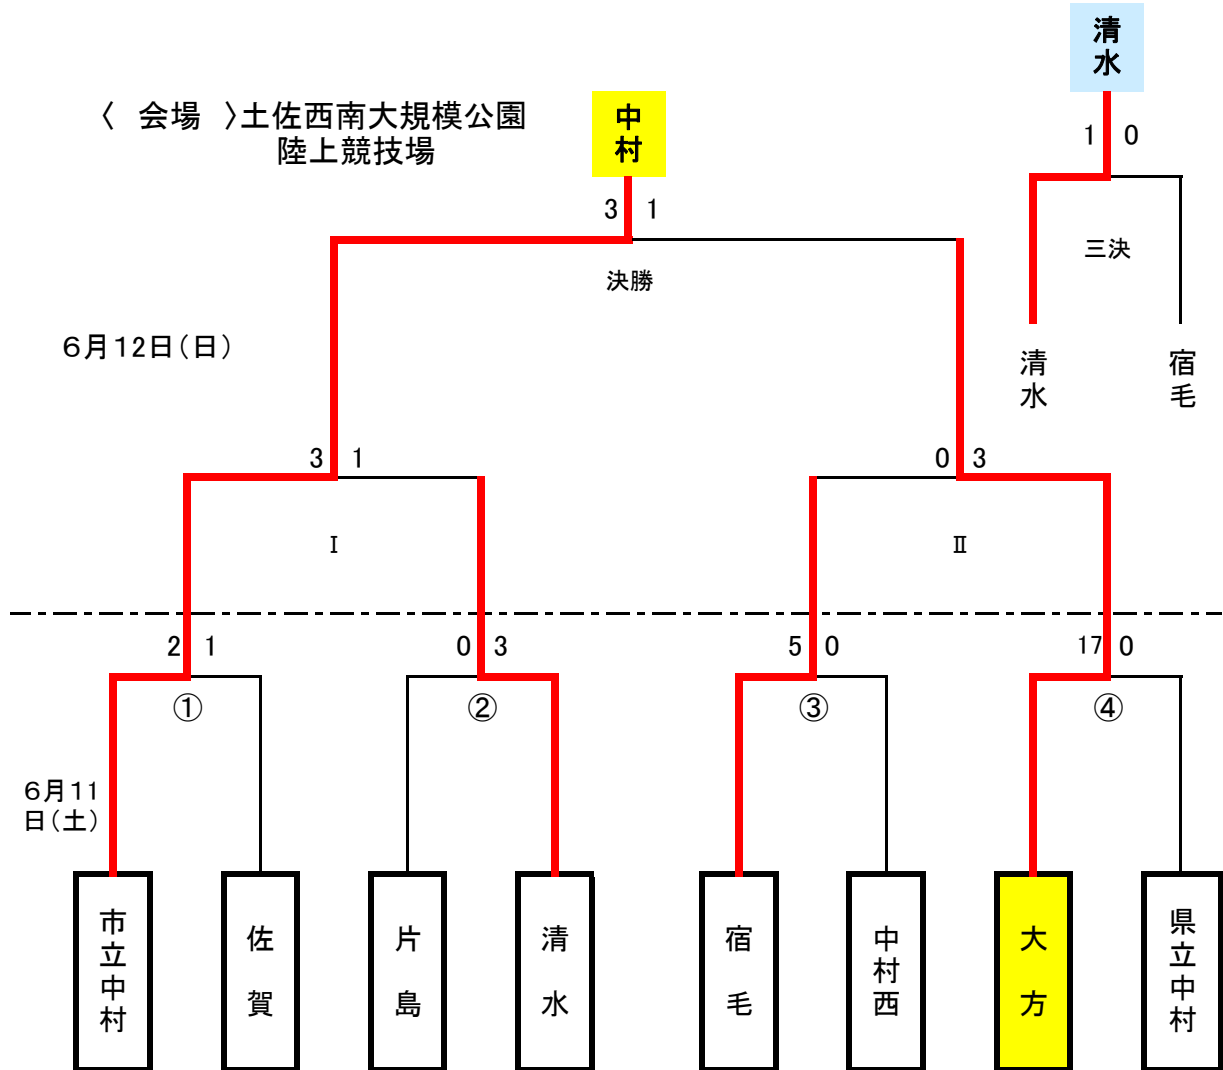 清水
〈　会場　〉土佐西南大規模公園
陸上競技場
中村
1 0
3 1
三決
決勝
6月12日(日)
清水
宿毛
3 1
0 3
Ⅰ
Ⅱ
2 1
0 3
5 0
17 0
①
②
③
④
6月11
日(土)
市立中村
佐賀
片島
清水
宿毛
中村西
大方
県立中村